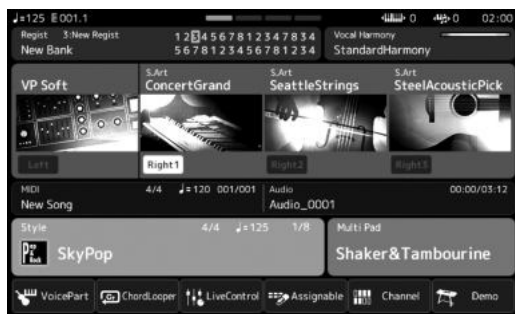 ♩=125 E001.1 0 0 02:00
Regist 3:New Regist 1 2 3 4 5 6 7 8 1 2 3 4 7 8 3 4 Vocal Harmony
New Bank 5 6 7 8 1 2 3 4 5 6 7 8 1 2 3 4 StandardHarmony
S.Art S.Art S.Art
VP Soft ConcertGrand SeattleStrings SteelAcousticPick
Left Right1 Right2 Right3
MIDI 4/4 ♩=120 001/001 Audio 00:00/03:12
New Song Audio_0001
Style 4/4 ♩=125 1/8 Multi Pad
Pop & Rock SkyPop Shaker&Tambourine
VoicePart ChordLooper LiveControl Assignable Channel Demo